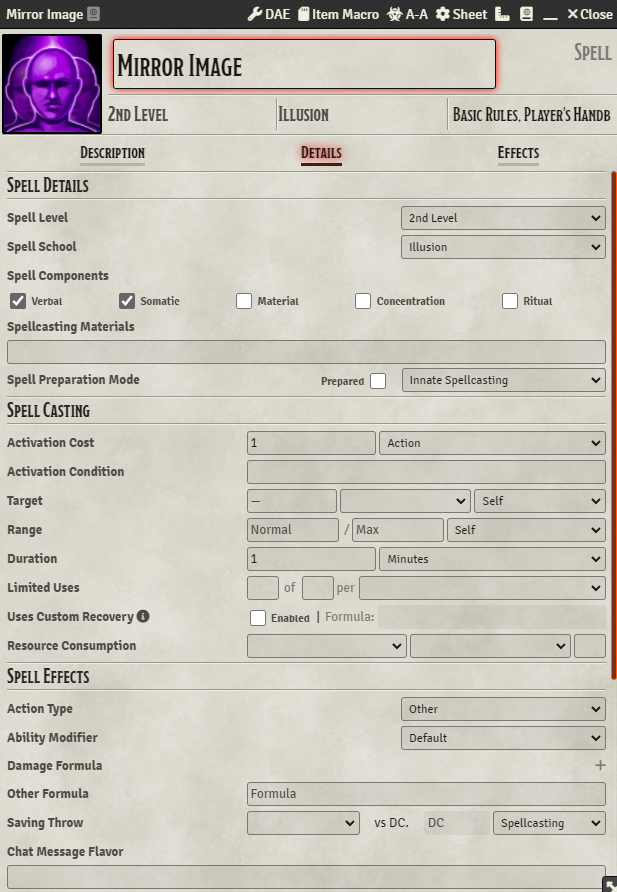 Mirror Image DAE Item Macro A-A Sheet Close
Mirror Image Spell
2nd Level Illusion Basic Rules, Player's Handb
Description Details Effects
Spell Details
Spell Level 2nd Level
Spell School Illusion
Spell Components
Verbal Somatic Material Concentration Ritual
Spellcasting Materials
Spell Preparation Mode Prepared Innate Spellcasting
Spell Casting
Activation Cost 1 Action
Activation Condition
Target — Self
Range Normal / Max Self
Duration 1 Minutes
Limited Uses of per
Uses Custom Recovery Enabled | Formula:
Resource Consumption
Spell Effects
Action Type Other
Ability Modifier Default
Damage Formula +
Other Formula Formula
Saving Throw vs DC. DC Spellcasting
Chat Message Flavor